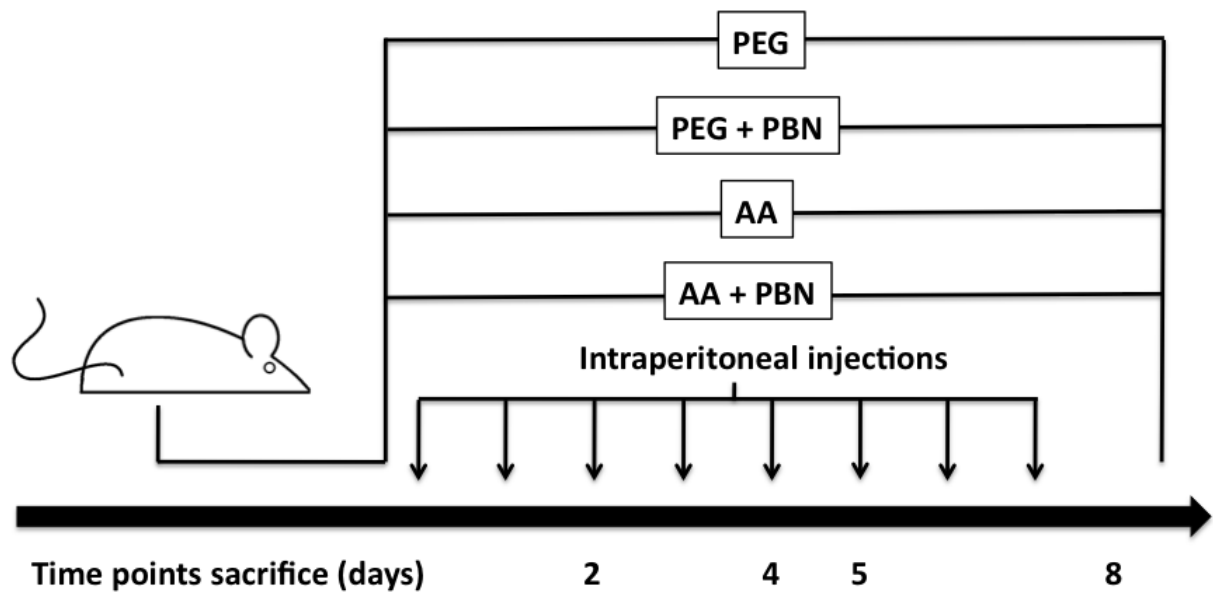 PEG
PEG + PBN
AA
AA + PBN
Intraperitoneal injections
Time points sacrifice (days) 2 4 5 8